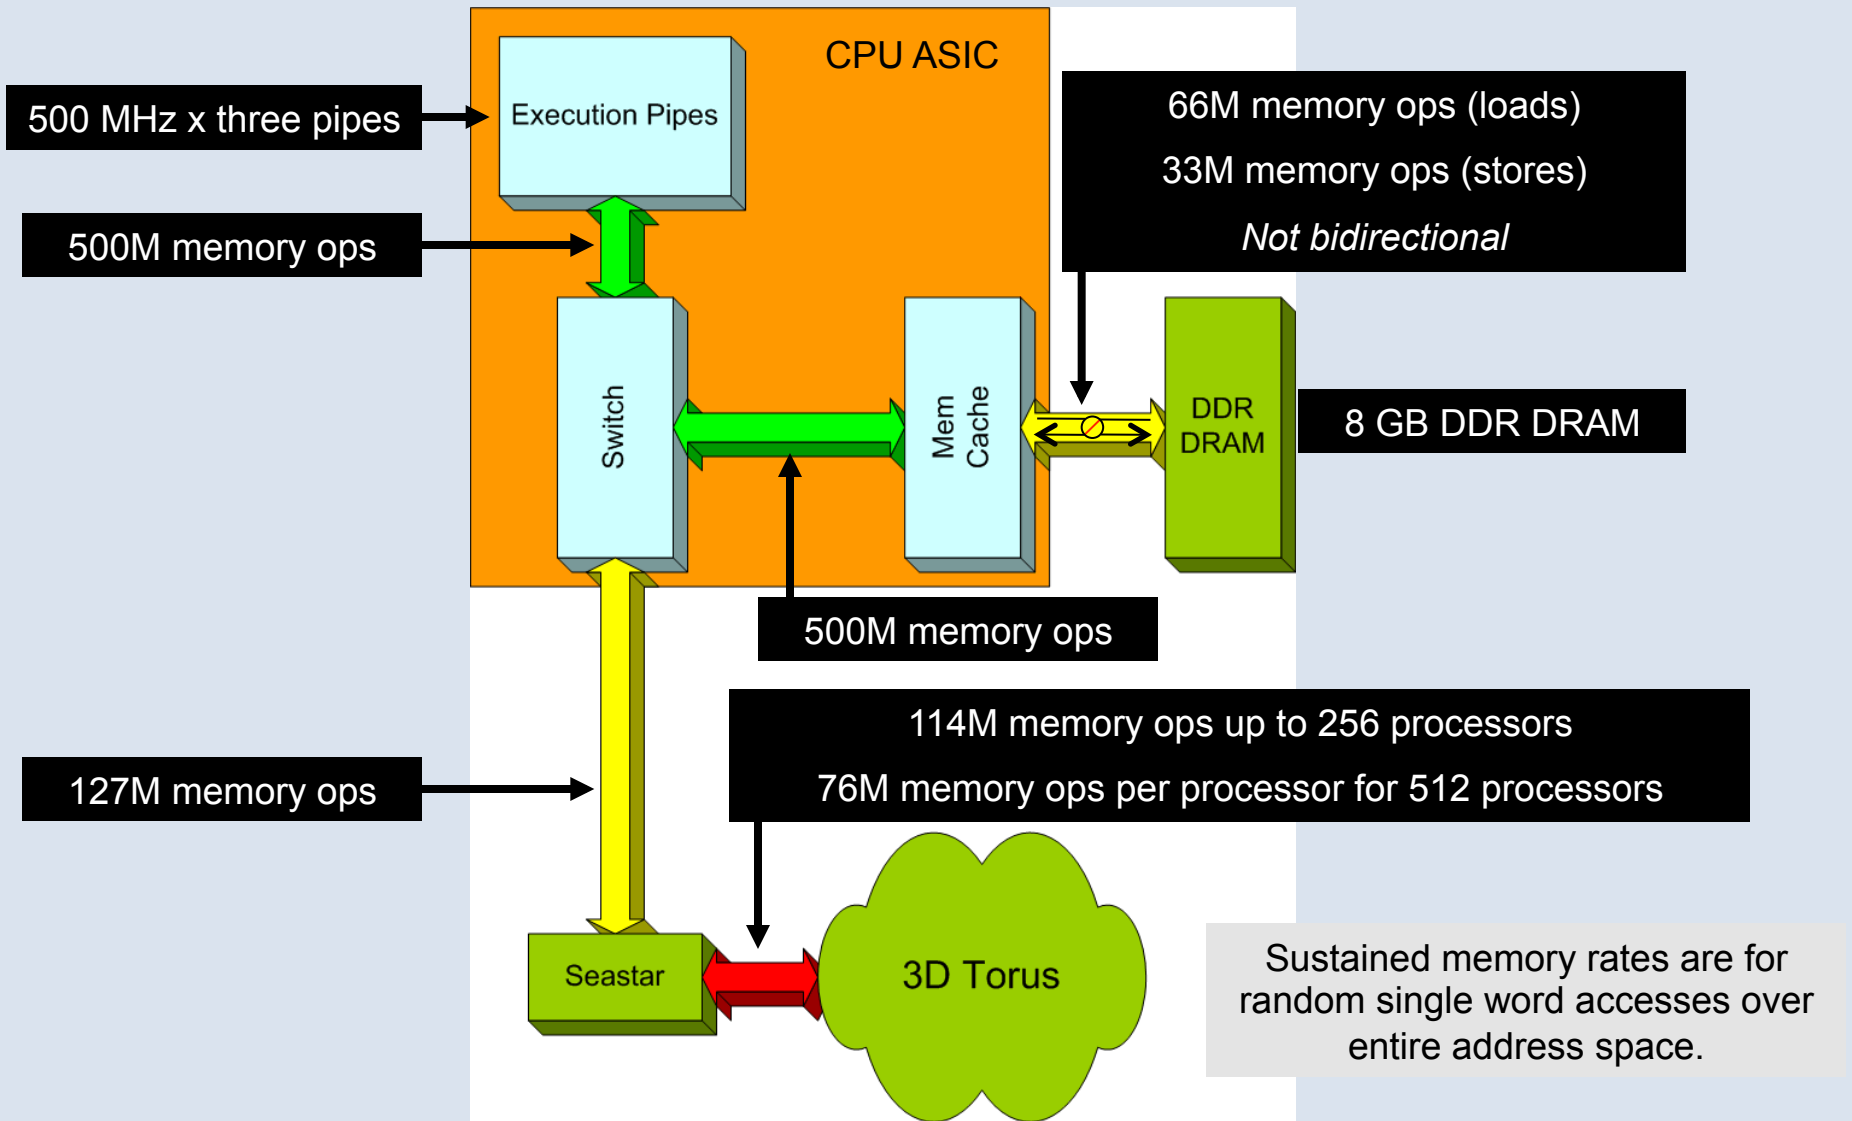 CPU ASIC
500 MHz x three pipes
Execution Pipes
66M memory ops (loads)
33M memory ops (stores)
Not bidirectional
500M memory ops
Switch
Mem
Cache
DDR
DRAM
8 GB DDR DRAM
500M memory ops
114M memory ops up to 256 processors
76M memory ops per processor for 512 processors
127M memory ops
Seastar
3D Torus
Sustained memory rates are for
random single word accesses over
entire address space.